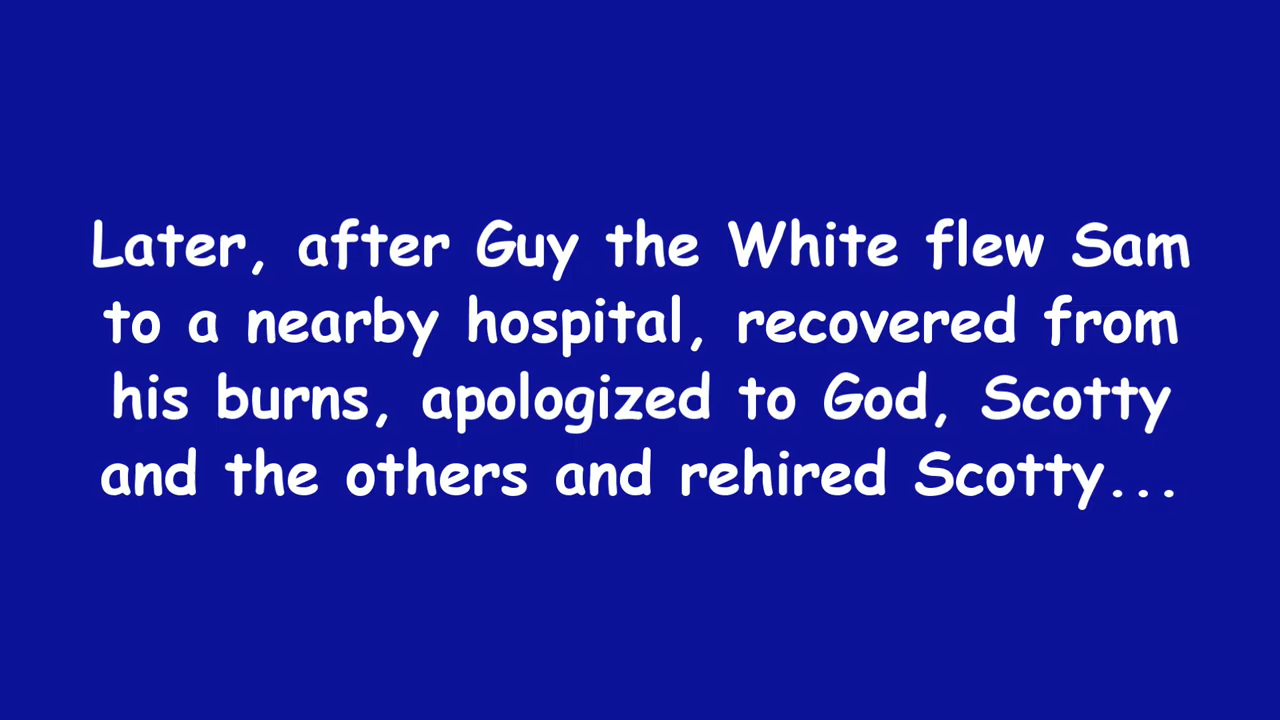 Later, after Guy the White flew Sam
to a nearby hospital, recovered from
his burns, apologized to God, Scotty
and the others and rehired Scotty...